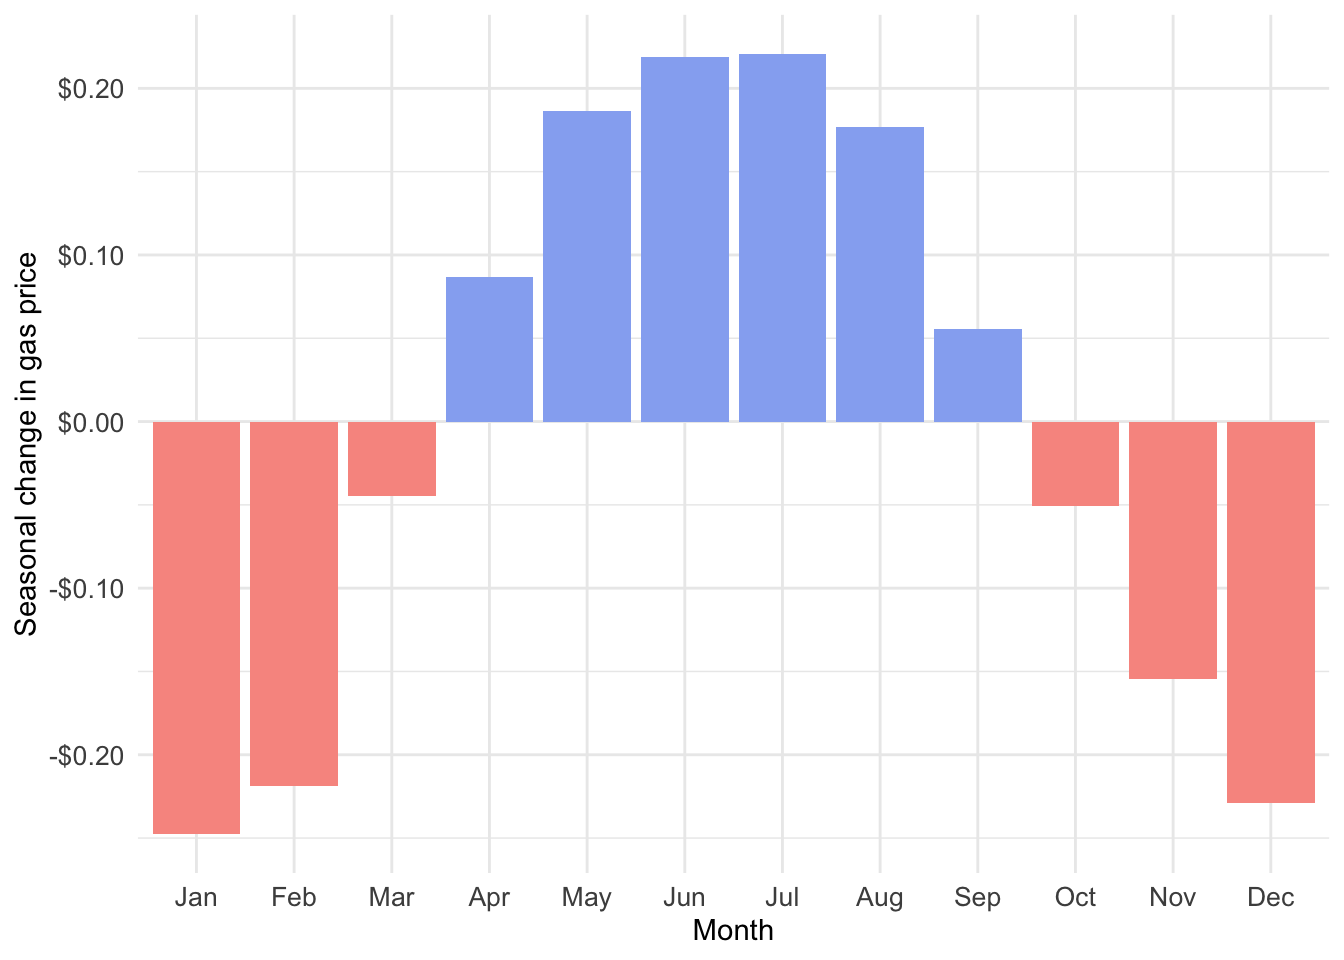 Seasonal change in gas price
$0.20
$0.10
$0.00
-$0.10
-$0.20
Jan Feb Mar Apr May Jun Jul Aug Sep Oct Nov Dec
Month